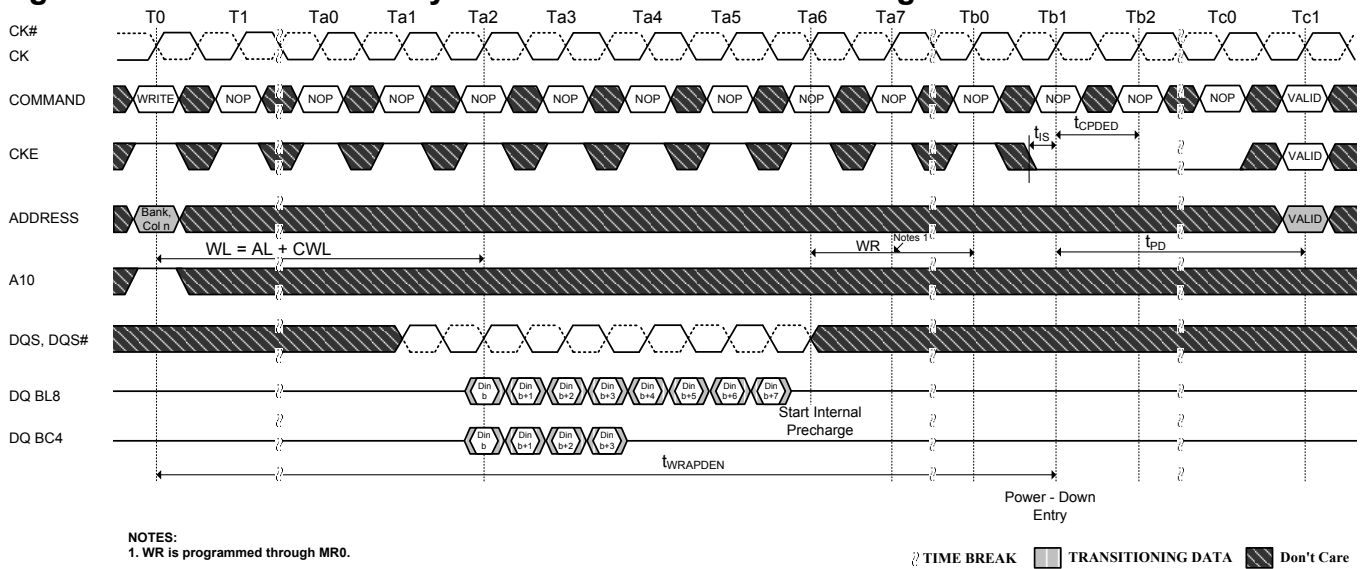 T0 T1 Ta0 Ta1 Ta2 Ta3 Ta4 Ta5 Ta6 Ta7 Tb0 Tb1 Tb2 Tc0 Tc1
CK#
CK
COMMAND WRITE NOP NOP NOP NOP NOP NOP NOP NOP NOP NOP NOP NOP NOP VALID
tIS tCPDED
CKE VALID
ADDRESS Bank, Col n VALID
WL = AL + CWL WR Notes 1 tPD
A10
DQS, DQS#
DQ BL8 Din b Din b+1 Din b+2 Din b+3 Din b+4 Din b+5 Din b+6 Din b+7
Start Internal
Precharge
DQ BC4 Din b Din b+1 Din b+2 Din b+3
tWRAPDEN
Power - Down
Entry
NOTES:
1. WR is programmed through MR0.
TIME BREAK TRANSITIONING DATA Don't Care